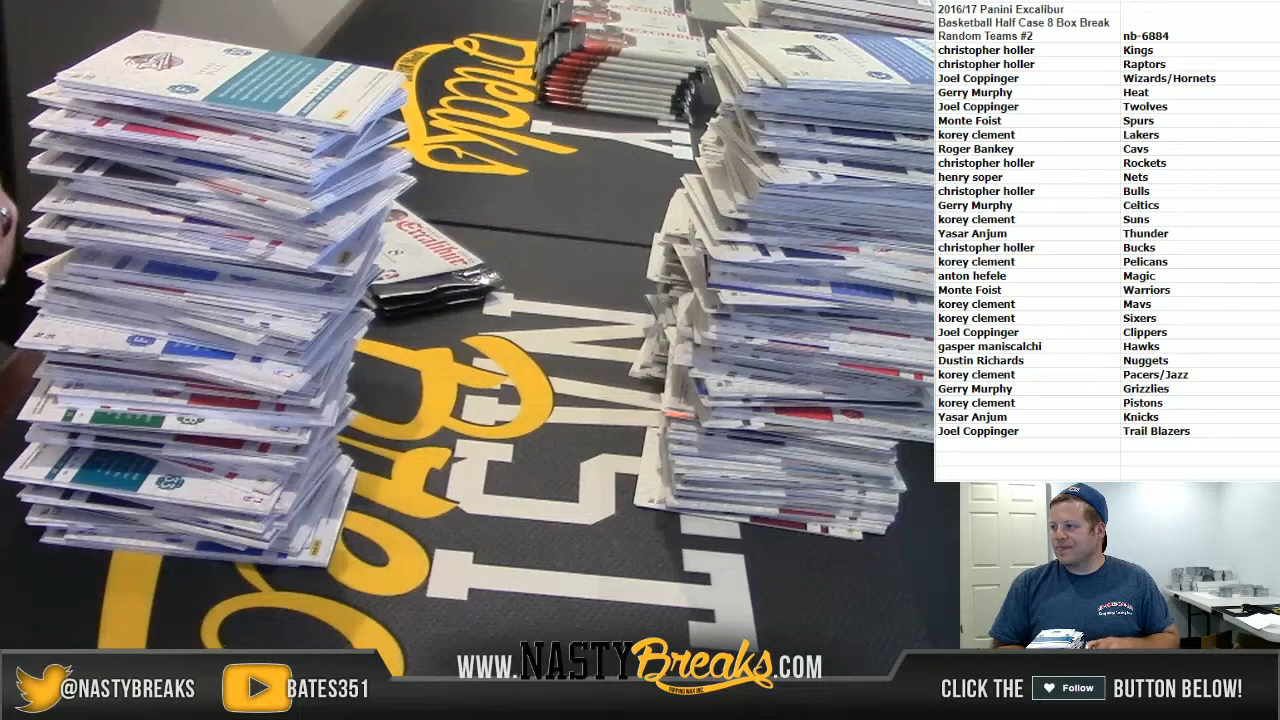 2016/17 Panini Excalibur
Basketball Half Case 8 Box Break
Random Teams #2 nb-6884
christopher holler Kings
christopher holler Raptors
Joel Coppinger Wizards/Hornets
Gerry Murphy Heat
Joel Coppinger Twolves
Monte Foist Spurs
korey clement Lakers
Roger Bankey Cavs
christopher holler Rockets
henry soper Nets
christopher holler Bulls
Gerry Murphy Celtics
korey clement Suns
Yasar Anjum Thunder
christopher holler Bucks
korey clement Pelicans
anton hefele Magic
Monte Foist Warriors
korey clement Mavs
korey clement Sixers
Joel Coppinger Clippers
gasper maniscalchi Hawks
Dustin Richards Nuggets
korey clement Pacers/Jazz
Gerry Murphy Grizzlies
korey clement Pistons
Yasar Anjum Knicks
Joel Coppinger Trail Blazers
Excalibur
@NASTYBREAKS
BATES351
WWW.NASTYBreaks.COM
RIPPING WAX INC.
CLICK THE Follow BUTTON BELOW!